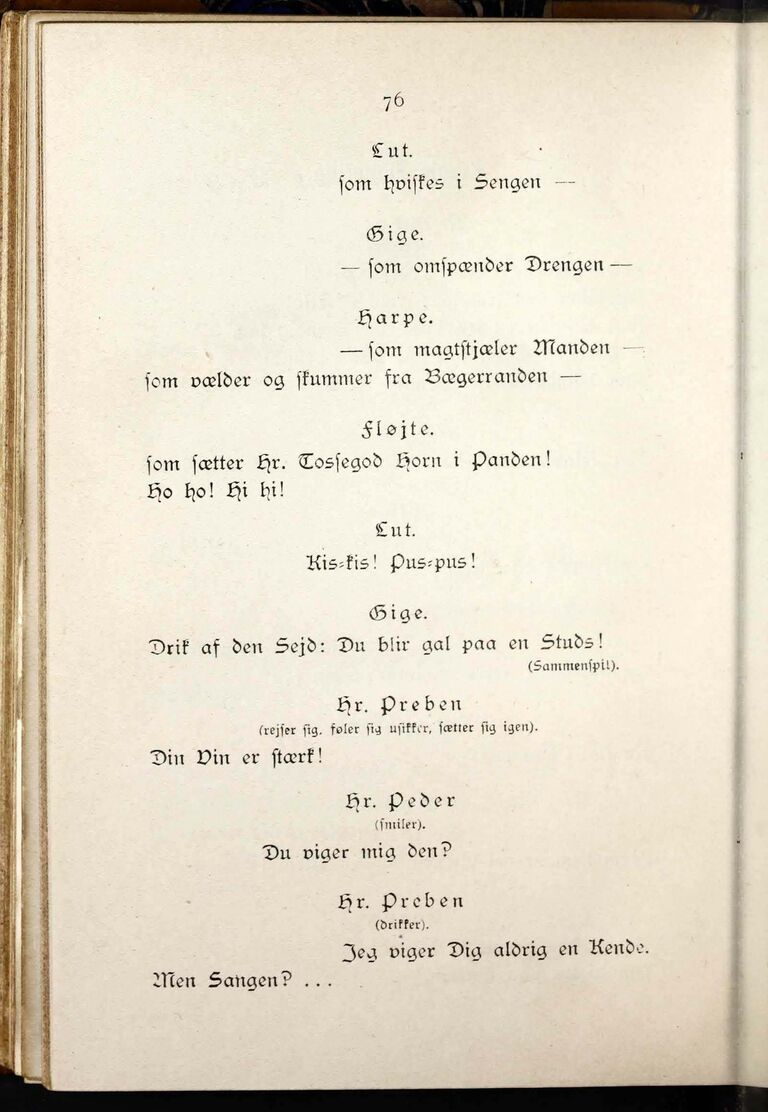 76
Lut.
som hviskes i Sengen —
Gige.
— som omspænder Drengen —
Harpe.
— som magtstjæler Manden —
som vælder og skummer fra Bægerranden —
Fløjte.
som sætter Hr. Tossegod Horn i Panden!
Ho ho! Hi hi!
Lut.
Kis-kis! Pus-pus!
Gige.
Drik af den Sejd: Du blir gal paa en Studs!
(Sammenspil).
Hr. Preben
(rejser sig, føler sig usikker, sætter sig igen).
Din Vin er stærk!
Hr. Peder
(smiler).
Du viger mig den?
Hr. Preben
(drikker).
Jeg viger Dig aldrig en Kende.
Men Sangen? ...